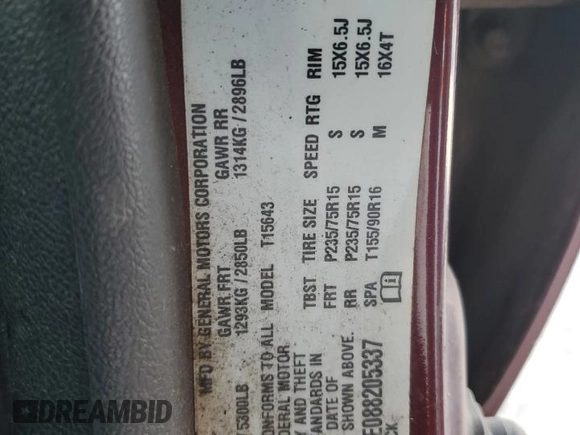 MFD BY GENERAL MOTORS CORPORATION
GAWR FRT GAWR RR
5300LB 1293KG / 2850LB 1314KG / 2896LB
MODEL T15643
TBST TIRE SIZE SPEED RTG RIM
FRT P235/75R15 S 15X6.5J
RR P235/75R15 S 15X6.5J
SPA T155/90R16 M 16X4T
ONFORMS TO ALL
DERAL MOTOR
Y AND THEFT
ANDARDS IN
DATE OF
SHOWN ABOVE.
E088205337
CK
DREAMBID